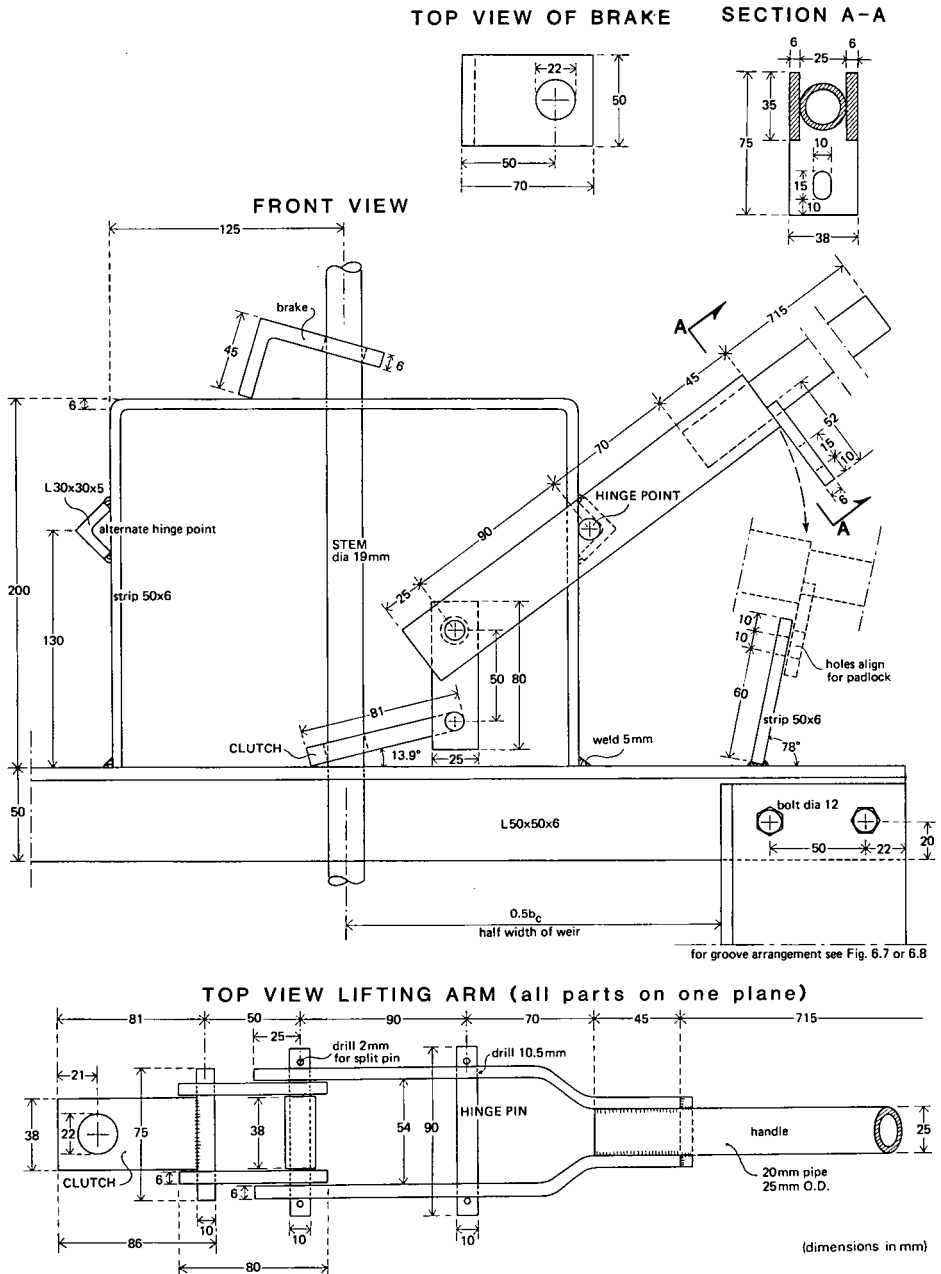 TOP VIEW OF BRAKE
SECTION A-A
22
50
50
70
6
25
6
35
75
10
15
10
38
FRONT VIEW
125
brake
45
6
6
A
715
45
70
52
15
10
6
A
L30x30x5
alternate hinge point
HINGE POINT
90
STEM
dia 19mm
25
200
strip 50x6
130
50
80
81
CLUTCH
13.9°
25
weld 5mm
10
10
holes align
for padlock
60
strip 50x6
78°
50
L50x50x6
bolt dia 12
50
22
20
0.5bc
half width of weir
for groove arrangement see Fig. 6.7 or 6.8
TOP VIEW LIFTING ARM (all parts on one plane)
81
50
90
70
45
715
25
drill 2mm
for split pin
drill 10.5mm
21
38
22
75
38
54
90
HINGE PIN
handle
25
CLUTCH
6
6
20mm pipe
25mm O.D.
10
10
10
86
80
(dimensions in mm)